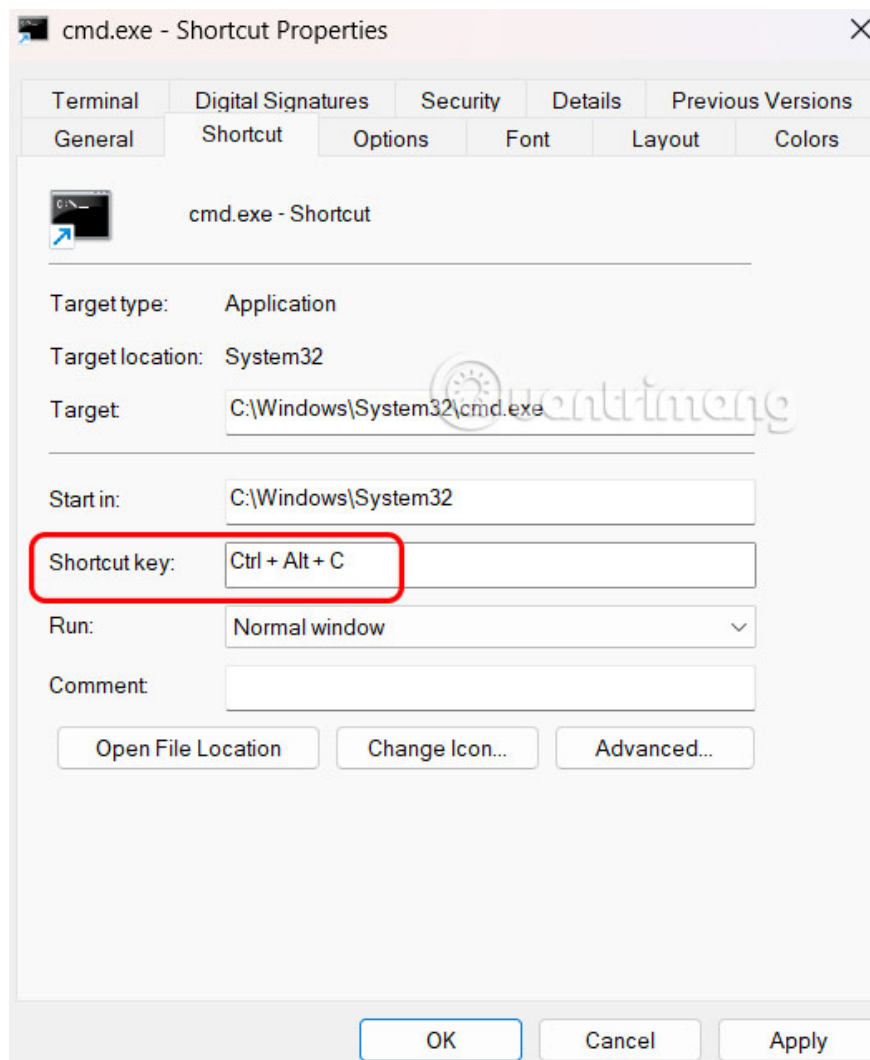 cmd.exe - Shortcut Properties
Terminal Digital Signatures Security Details Previous Versions
General Shortcut Options Font Layout Colors
C:\_
cmd.exe - Shortcut
Target type: Application
Target location: System32
Target: C:\Windows\System32\cmd.exe
uantrimang
Start in: C:\Windows\System32
Shortcut key: Ctrl + Alt + C
Run: Normal window
Comment:
Open File Location Change Icon... Advanced...
OK Cancel Apply